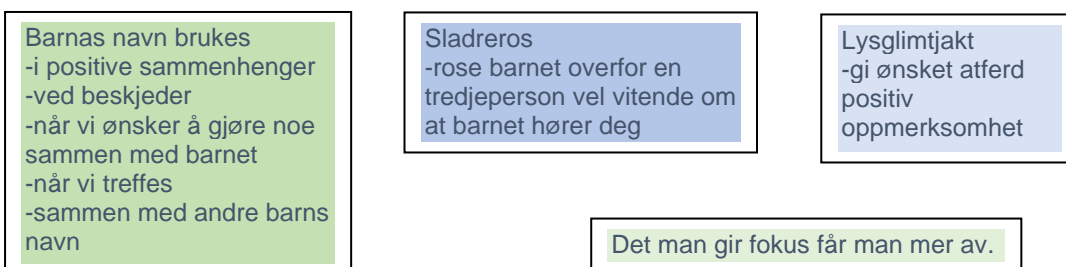 Barnas navn brukes
-i positive sammenhenger
-ved beskjeder
-når vi ønsker å gjøre noe
sammen med barnet
-når vi treffes
-sammen med andre barns
navn
Sladreros
-rose barnet overfor en
tredjeperson vel vitende om
at barnet hører deg
Lysglimtjakt
-gi ønsket atferd
positiv
oppmerksomhet
Det man gir fokus får man mer av.